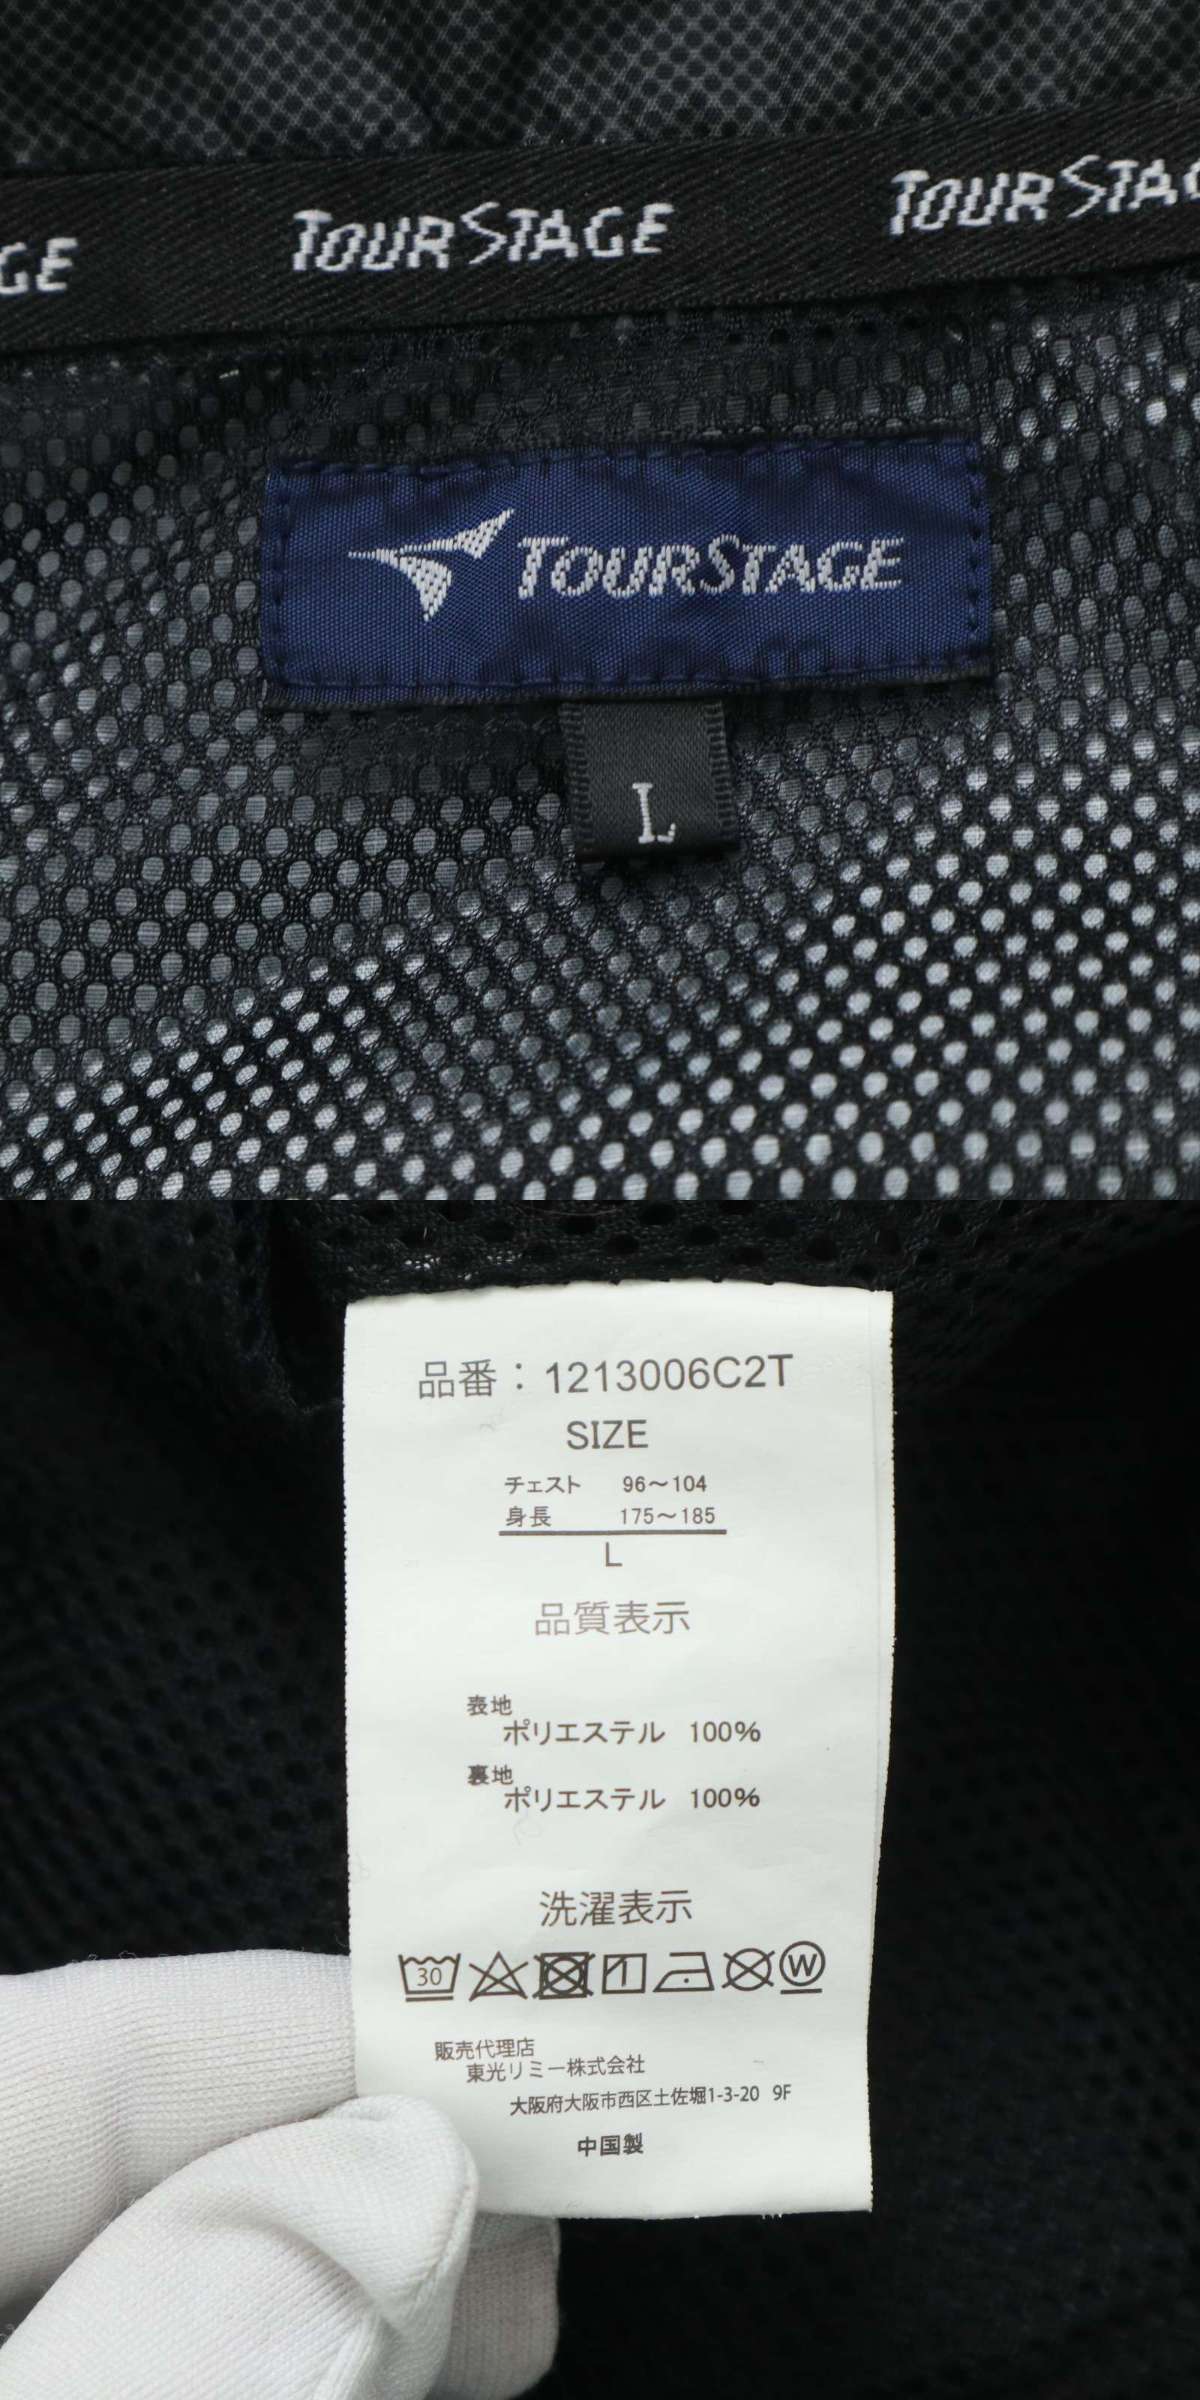 GE TOURSTAGE TOURSTAG
TOURSTAGE
L
品番：1213006C2T
SIZE
チェスト 96～104
身長 175～185
L
品質表示
表地
ポリエステル 100%
裏地
ポリエステル 100%
洗濯表示
30 W
販売代理店
東光リミー株式会社
大阪府大阪市西区土佐堀1-3-20 9F
中国製